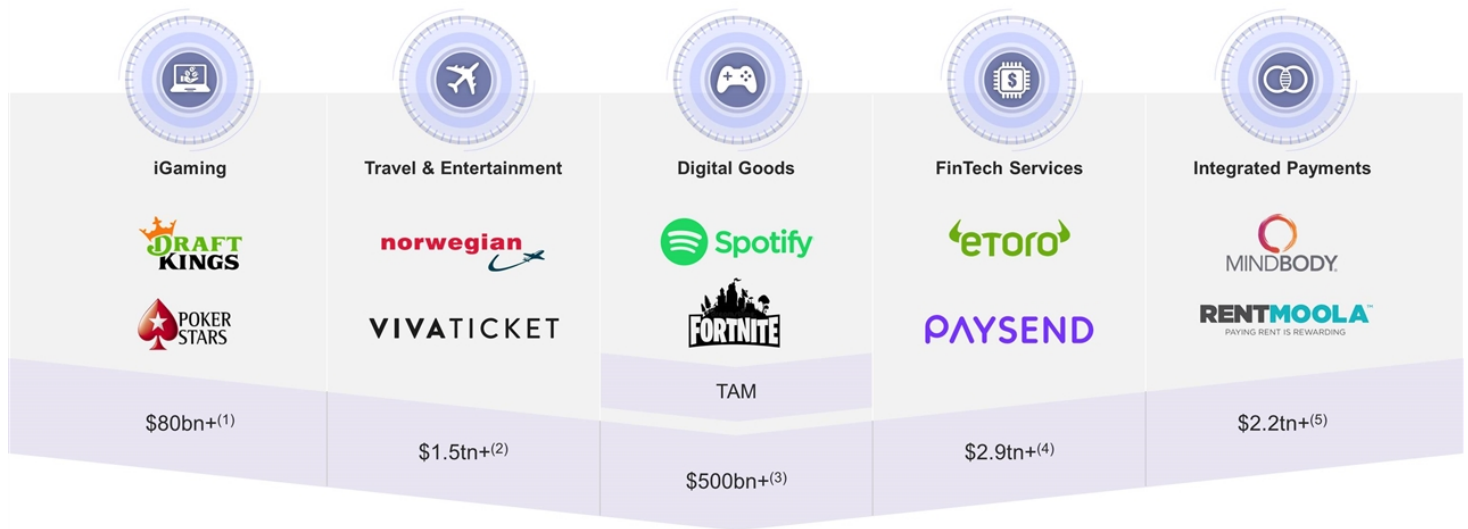 iGaming
Travel & Entertainment
Digital Goods
FinTech Services
Integrated Payments
DRAFT
KINGS
norwegian
Spotify
eToro
MINDBODY
POKER
STARS
VIVATICKET
FORTNITE
PAYSEND
RENTMOOLA™
PAYING RENT IS REWARDING
TAM
$80bn+(1)
$1.5tn+(2)
$500bn+(3)
$2.9tn+(4)
$2.2tn+(5)